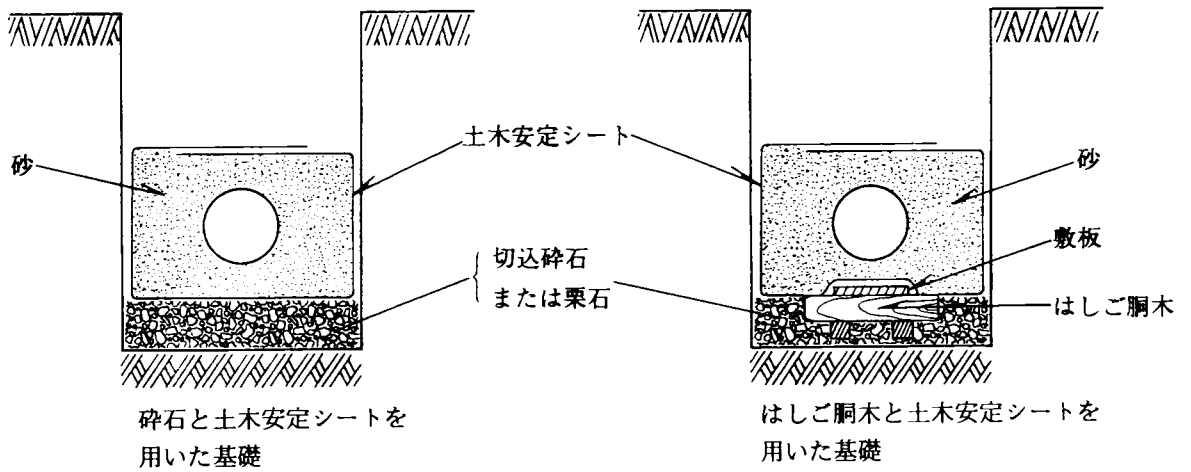 砂
土木安定シート
切込砕石
または栗石
砂
敷板
はしご胴木
砕石と土木安定シートを
用いた基礎
はしご胴木と土木安定シートを
用いた基礎